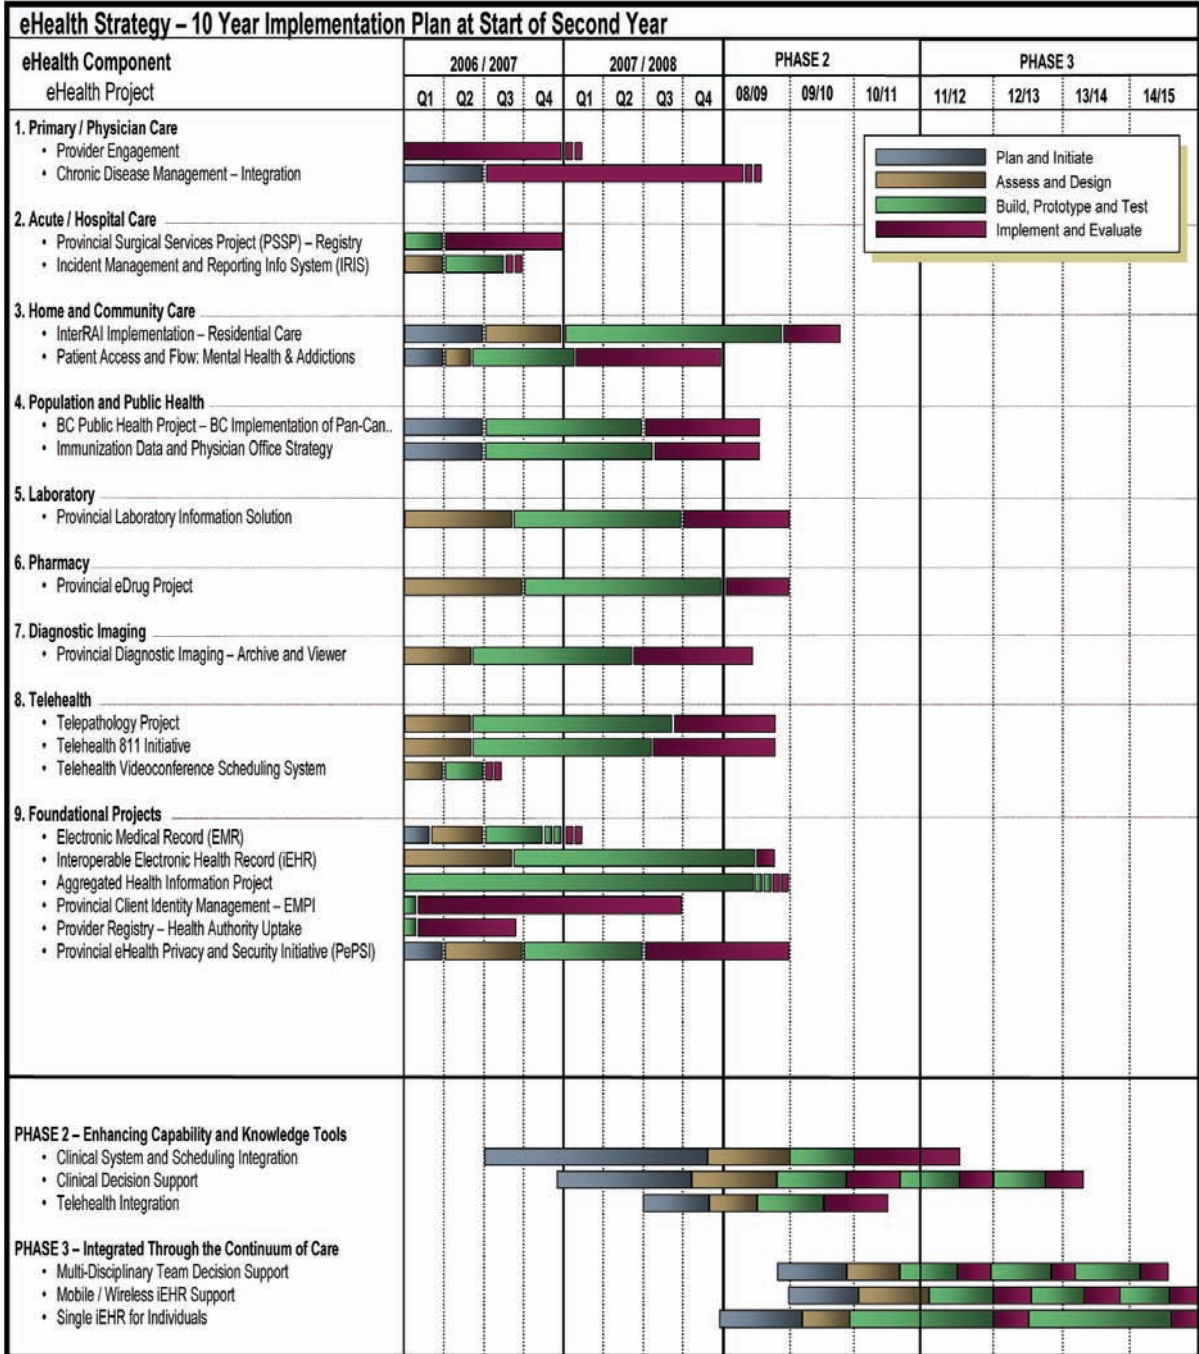 eHealth Strategy – 10 Year Implementation Plan at Start of Second Year
eHealth Component
eHealth Project
2006 / 2007
2007 / 2008
PHASE 2
PHASE 3
Q1 Q2 Q3 Q4 Q1 Q2 Q3 Q4 08/09 09/10 10/11 11/12 12/13 13/14 14/15
Plan and Initiate
Assess and Design
Build, Prototype and Test
Implement and Evaluate
1. Primary / Physician Care
• Provider Engagement
• Chronic Disease Management – Integration
2. Acute / Hospital Care
• Provincial Surgical Services Project (PSSP) – Registry
• Incident Management and Reporting Info System (IRIS)
3. Home and Community Care
• InterRAI Implementation – Residential Care
• Patient Access and Flow: Mental Health & Addictions
4. Population and Public Health
• BC Public Health Project – BC Implementation of Pan-Can..
• Immunization Data and Physician Office Strategy
5. Laboratory
• Provincial Laboratory Information Solution
6. Pharmacy
• Provincial eDrug Project
7. Diagnostic Imaging
• Provincial Diagnostic Imaging – Archive and Viewer
8. Telehealth
• Telepathology Project
• Telehealth 811 Initiative
• Telehealth Videoconference Scheduling System
9. Foundational Projects
• Electronic Medical Record (EMR)
• Interoperable Electronic Health Record (iEHR)
• Aggregated Health Information Project
• Provincial Client Identity Management – EMPI
• Provider Registry – Health Authority Uptake
• Provincial eHealth Privacy and Security Initiative (PePSI)
PHASE 2 – Enhancing Capability and Knowledge Tools
• Clinical System and Scheduling Integration
• Clinical Decision Support
• Telehealth Integration
PHASE 3 – Integrated Through the Continuum of Care
• Multi-Disciplinary Team Decision Support
• Mobile / Wireless iEHR Support
• Single iEHR for Individuals